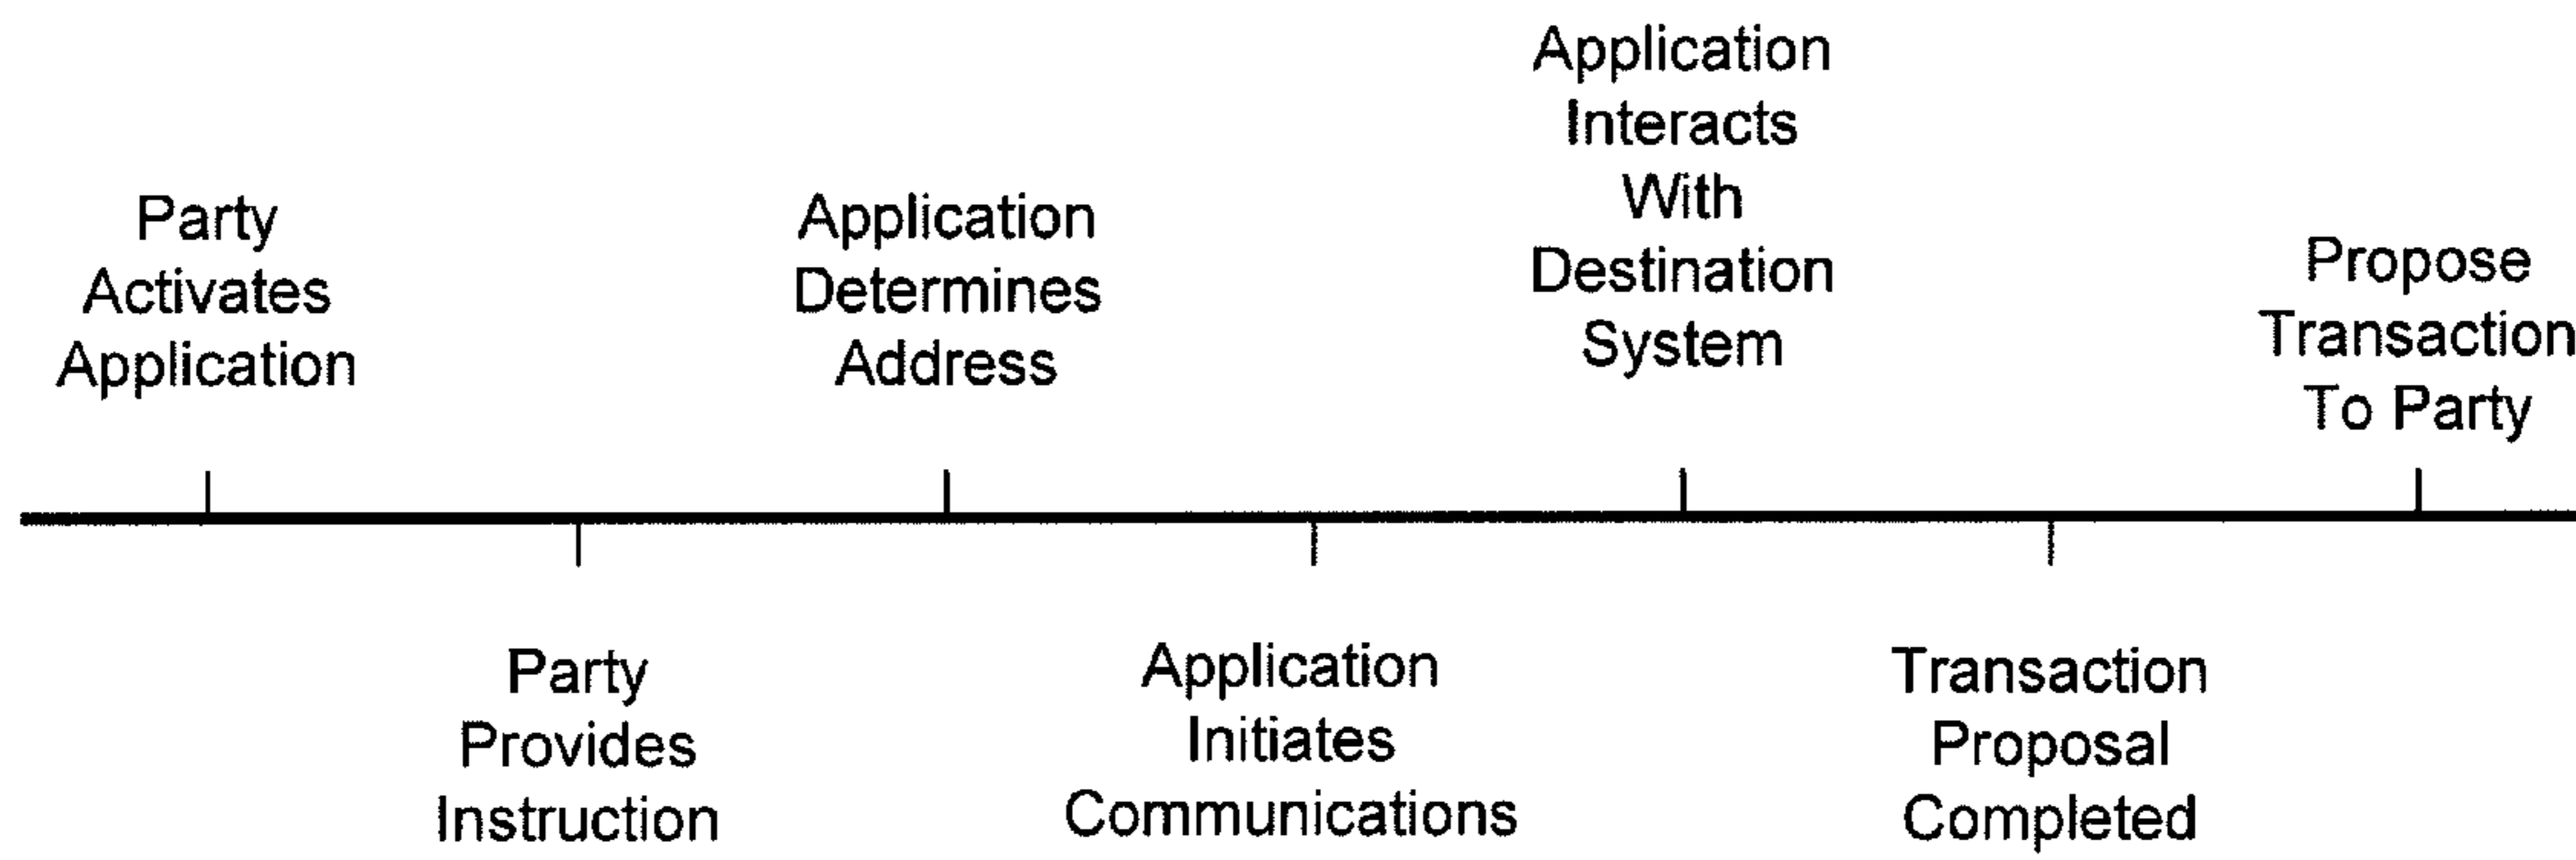 Party
Activates
Application
Party
Provides
Instruction
Application
Determines
Address
Application
Initiates
Communications
Application
Interacts
With
Destination
System
Transaction
Proposal
Completed
Propose
Transaction
To Party